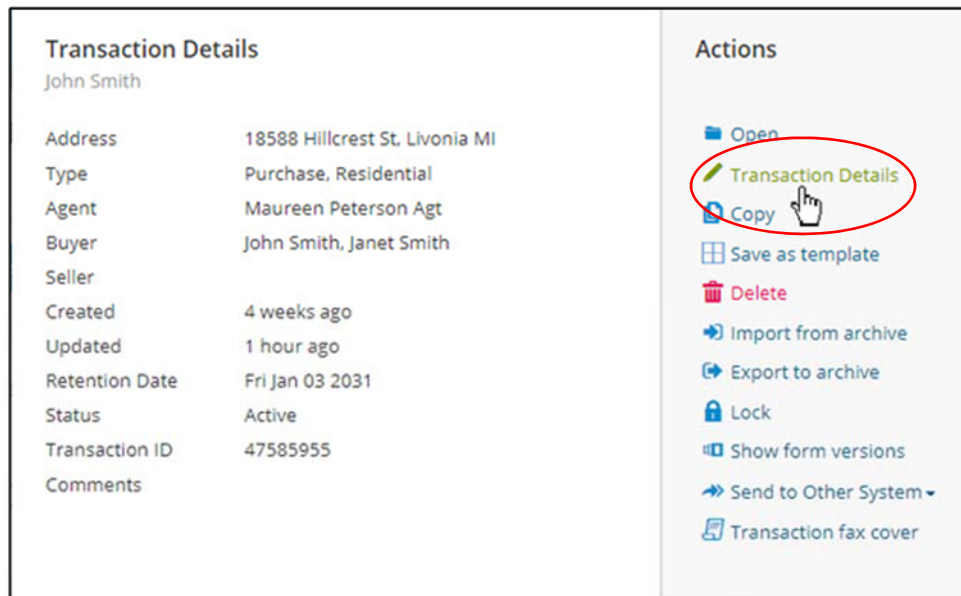 Transaction Details
John Smith
Address 18588 Hillcrest St, Livonia MI
Type Purchase, Residential
Agent Maureen Peterson Agt
Buyer John Smith, Janet Smith
Seller
Created 4 weeks ago
Updated 1 hour ago
Retention Date Fri Jan 03 2031
Status Active
Transaction ID 47585955
Comments
Actions
Open
Transaction Details
Copy
Save as template
Delete
Import from archive
Export to archive
Lock
Show form versions
Send to Other System
Transaction fax cover